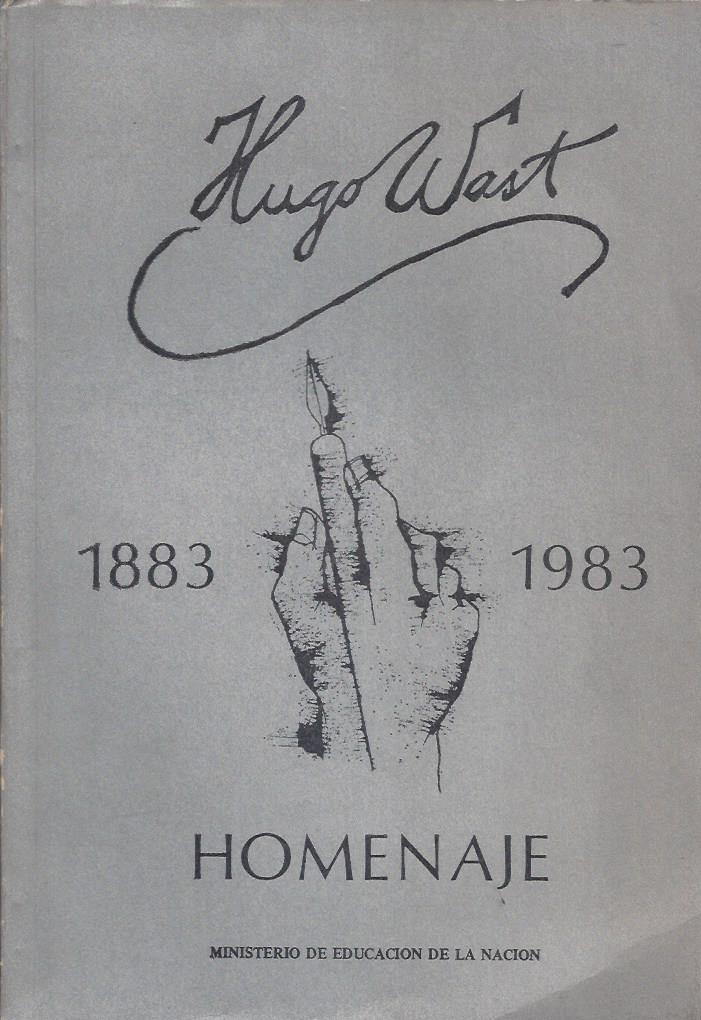 Hugo Wast
1883
1983
HOMENAJE
MINISTERIO DE EDUCACION DE LA NACION